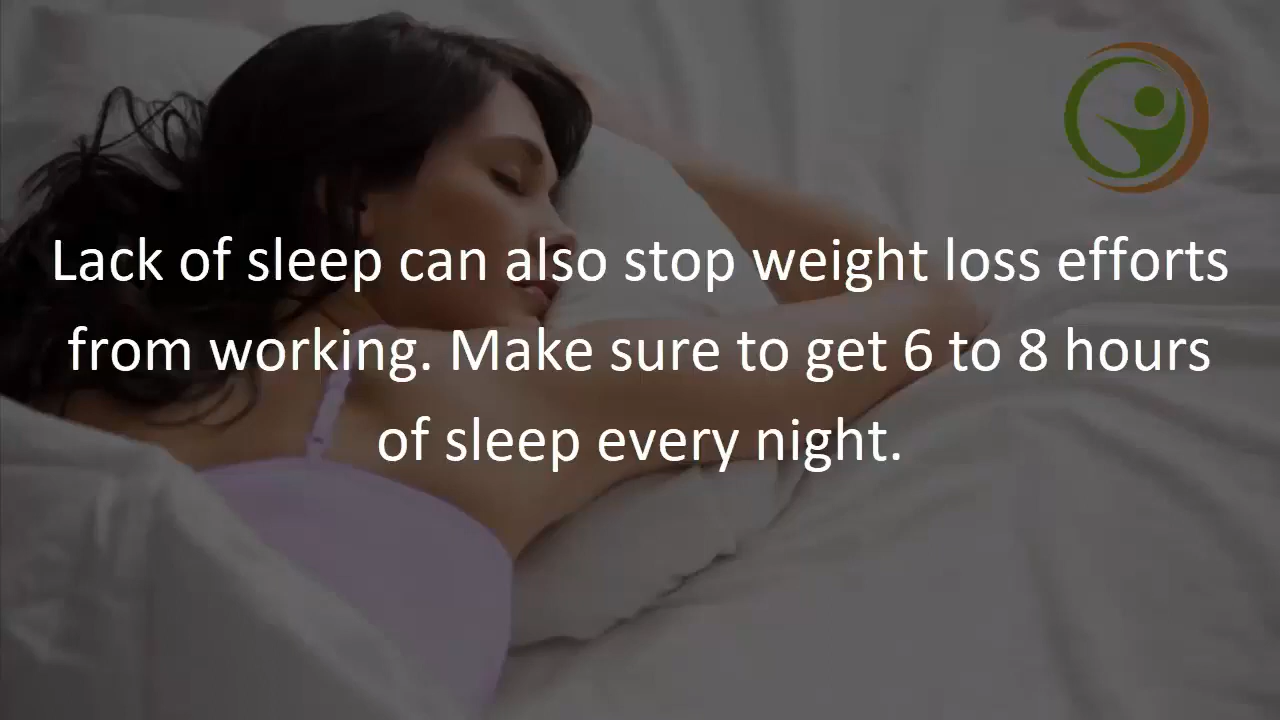 Lack of sleep can also stop weight loss efforts
from working. Make sure to get 6 to 8 hours
of sleep every night.